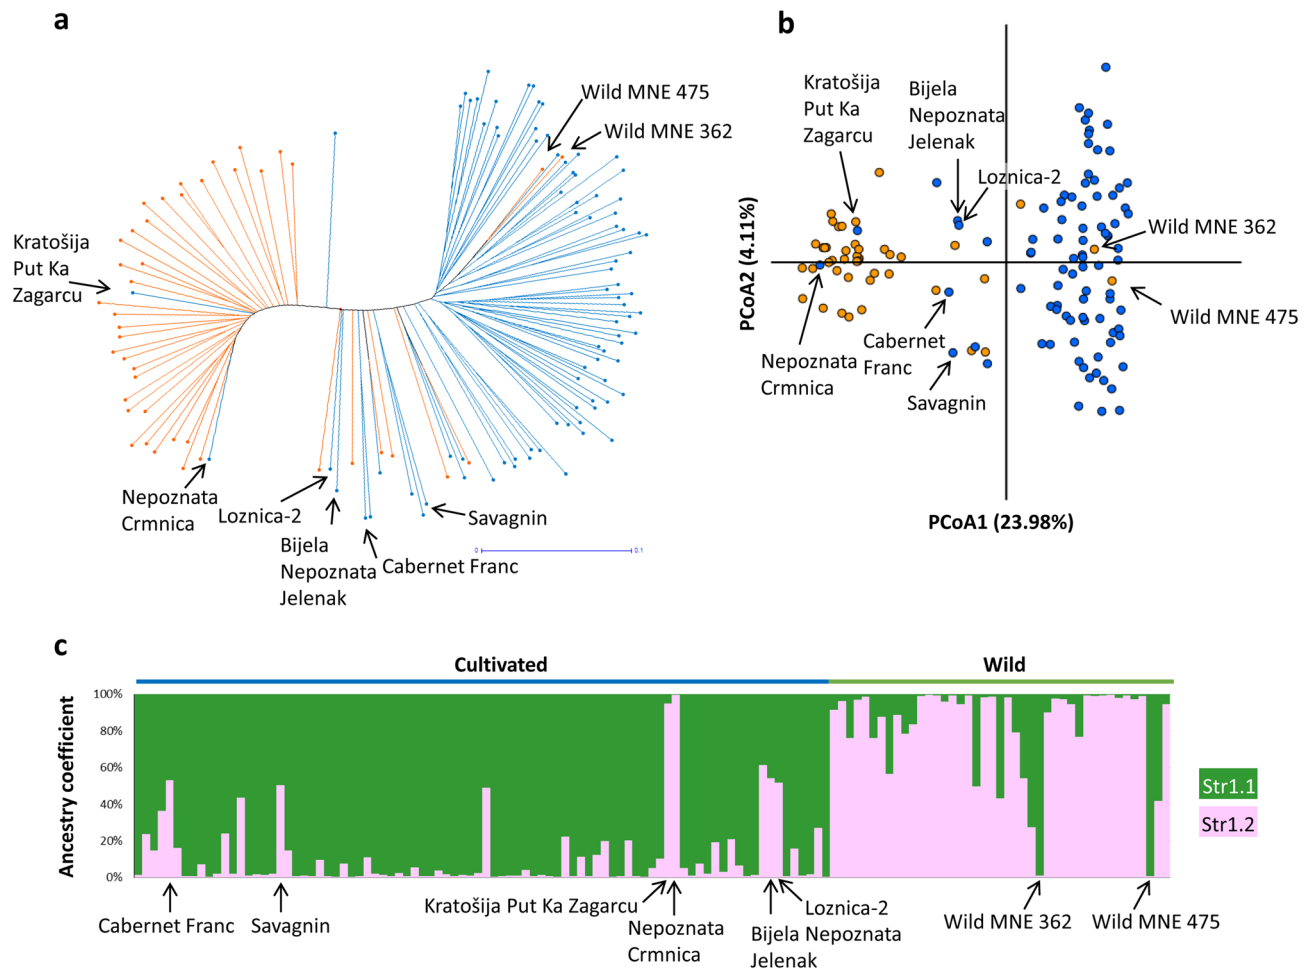 a
Wild MNE 475
Wild MNE 362
Kratošija
Put Ka
Zagarcu
Nepoznata
Crmnica
Loznica-2
Bijela
Nepoznata
Jelenak
Cabernet Franc
Savagnin
0
0.1
b
Kratošija
Put Ka
Zagarcu
Bijela
Nepoznata
Jelenak
Loznica-2
Wild MNE 362
Wild MNE 475
PCoA2 (4.11%)
Nepoznata
Crmnica
Cabernet
Franc
Savagnin
PCoA1 (23.98%)
c
Cultivated
Wild
Ancestry coefficient
100%
80%
60%
40%
20%
0%
Str1.1
Str1.2
Cabernet Franc
Savagnin
Kratošija Put Ka Zagarcu
Nepoznata
Crmnica
Loznica-2
Bijela Nepoznata
Jelenak
Wild MNE 362
Wild MNE 475